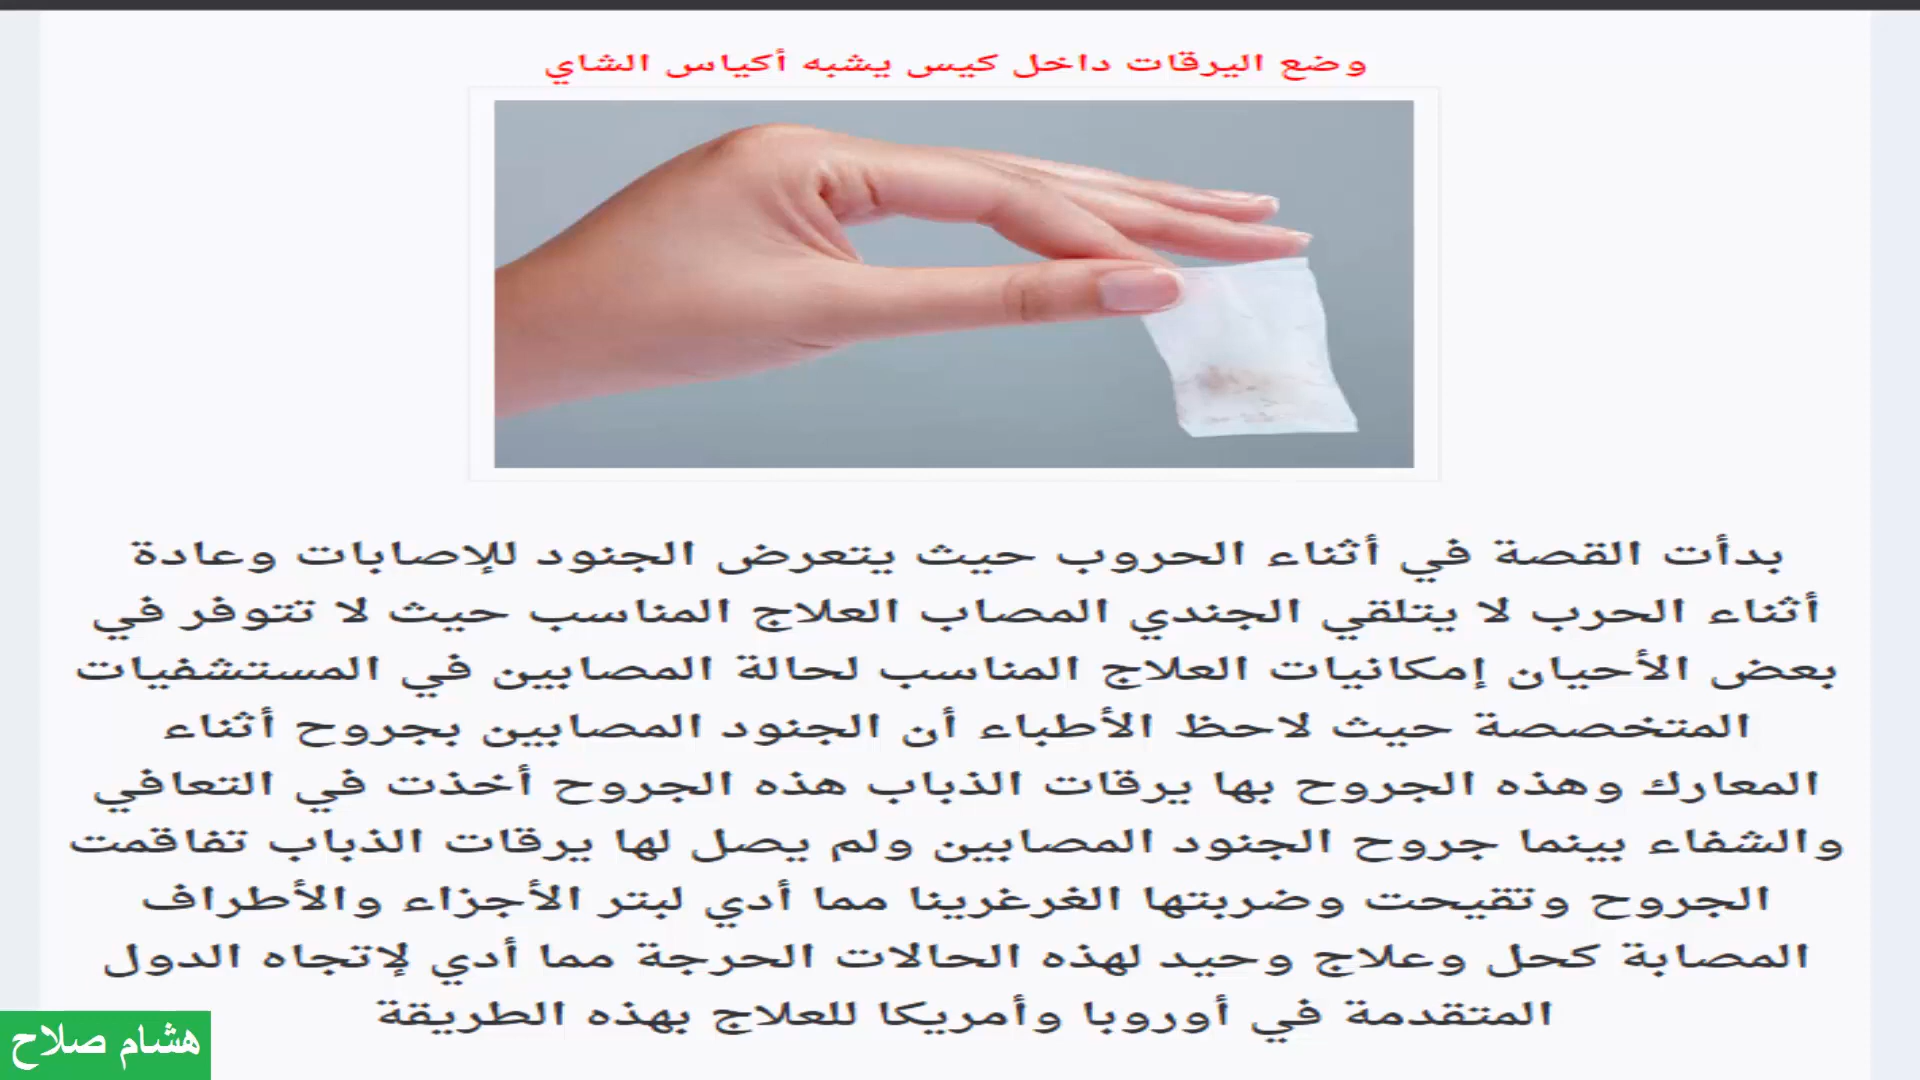 وضع اليرقات داخل كيس يشبه أكياس الشاي
بدأت القصة في أثناء الحروب حيث يتعرض الجنود للإصابات وعادة
أثناء الحرب لا يتلقي الجندي المصاب العلاج المناسب حيث لا تتوفر في
بعض الأحيان إمكانيات العلاج المناسب لحالة المصابين في المستشفيات
المتخصصة حيث لاحظ الأطباء أن الجنود المصابين بجروح أثناء
المعارك وهذه الجروح بها يرقات الذباب هذه الجروح أخذت في التعافي
والشفاء بينما جروح الجنود المصابين ولم يصل لها يرقات الذباب تفاقمت
الجروح وتقيحت وضربتها الغرغرينا مما أدي لبتر الأجزاء والأطراف
المصابة كحل وعلاج وحيد لهذه الحالات الحرجة مما أدي لإتجاه الدول
المتقدمة في أوروبا وأمريكا للعلاج بهذه الطريقة
هشام صلاح